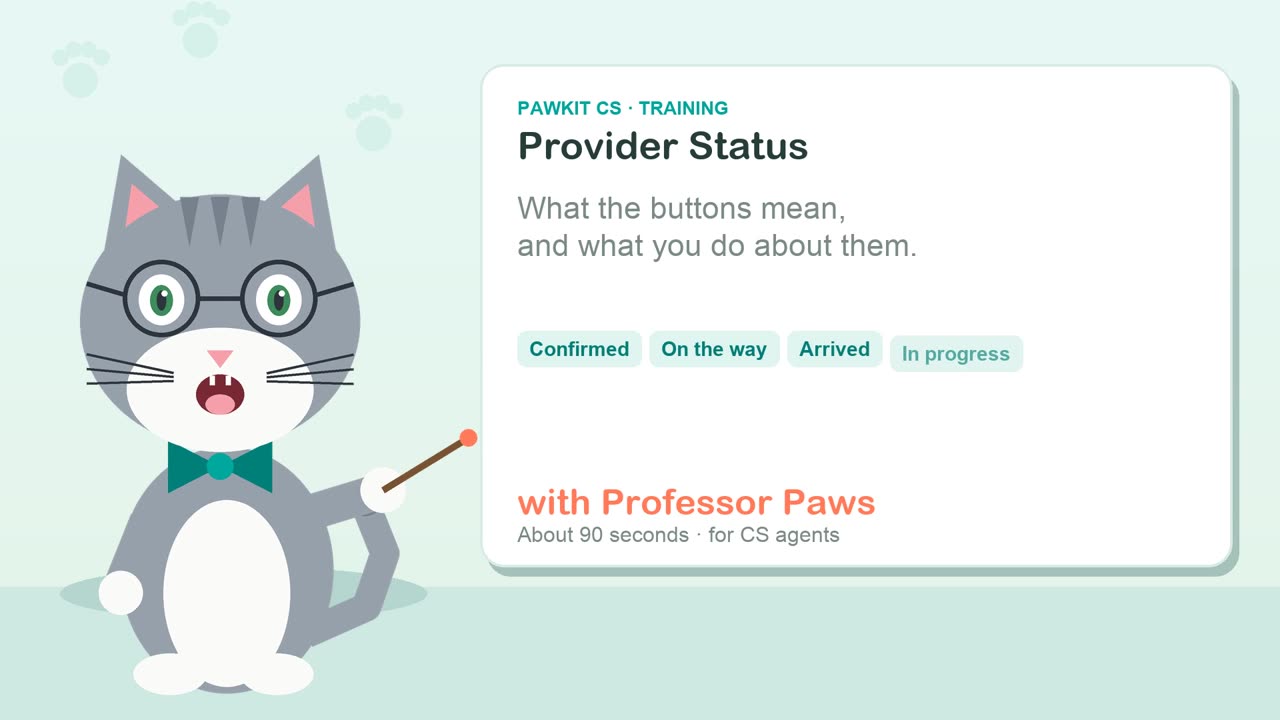 PAWKIT CS · TRAINING
Provider Status
What the buttons mean,
and what you do about them.
Confirmed On the way Arrived In progress
with Professor Paws
About 90 seconds · for CS agents